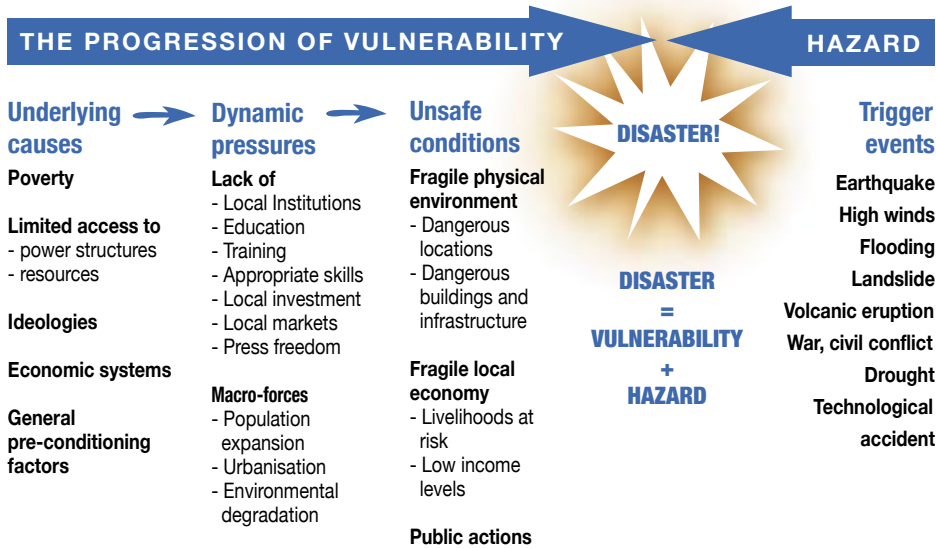 THE PROGRESSION OF VULNERABILITY
HAZARD
Underlying
causes
Poverty
Limited access to
- power structures
- resources
Ideologies
Economic systems
General
pre-conditioning
factors
Dynamic
pressures
Lack of
- Local Institutions
- Education
- Training
- Appropriate skills
- Local investment
- Local markets
- Press freedom
Macro-forces
- Population
expansion
- Urbanisation
- Environmental
degradation
Unsafe
conditions
Fragile physical
environment
- Dangerous
locations
- Dangerous
buildings and
infrastructure
Fragile local
economy
- Livelihoods at
risk
- Low income
levels
Public actions
DISASTER!
DISASTER
=
VULNERABILITY
+
HAZARD
Trigger
events
Earthquake
High winds
Flooding
Landslide
Volcanic eruption
War, civil conflict
Drought
Technological
accident